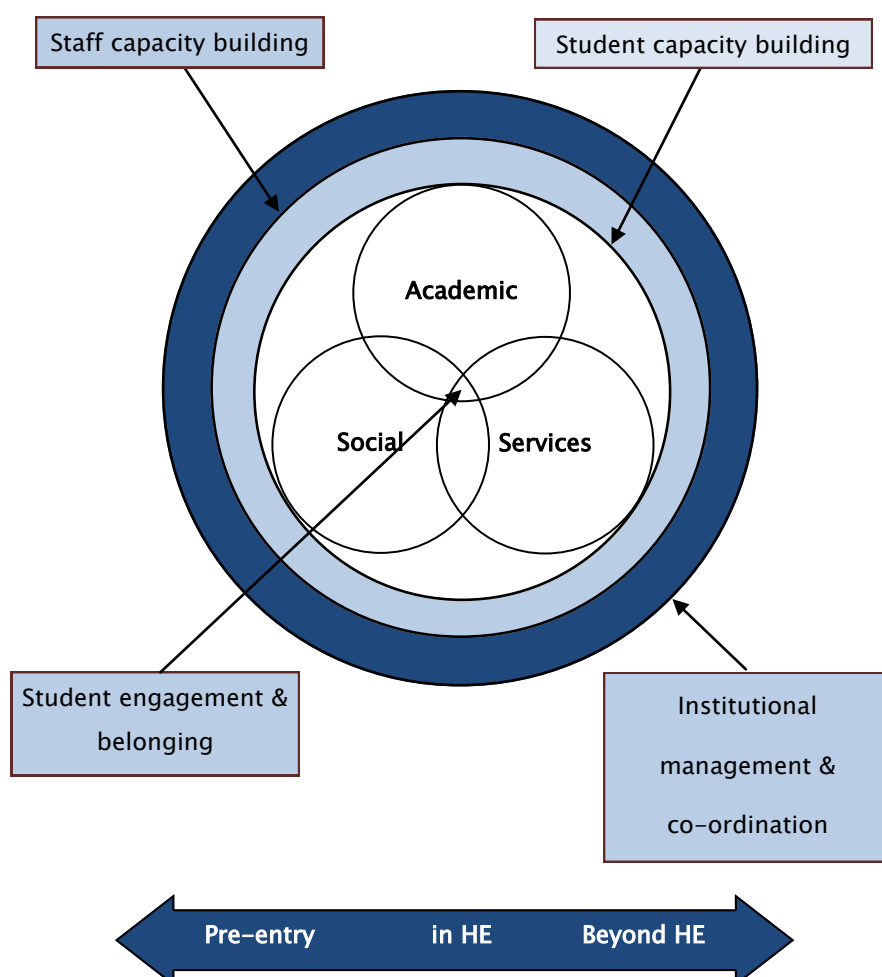 Staff capacity building
Student capacity building
Academic
Social
Services
Student engagement &
belonging
Institutional
management &
co-ordination
Pre-entry in HE Beyond HE